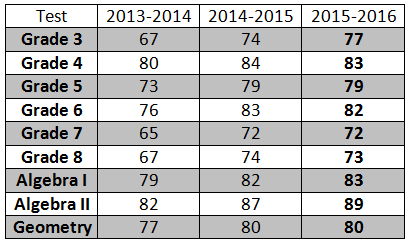 Test 2013-2014 2014-2015 2015-2016
Grade 3 67 74 77
Grade 4 80 84 83
Grade 5 73 79 79
Grade 6 76 83 82
Grade 7 65 72 72
Grade 8 67 74 73
Algebra I 79 82 83
Algebra II 82 87 89
Geometry 77 80 80